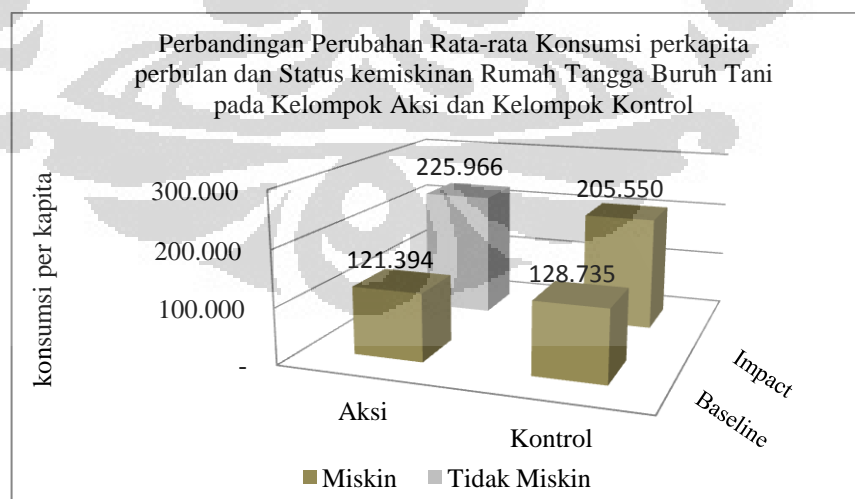 Perbandingan Perubahan Rata-rata Konsumsi perkapita
perbulan dan Status kemiskinan Rumah Tangga Buruh Tani
pada Kelompok Aksi dan Kelompok Kontrol
konsumsi per kapita
300.000
200.000
100.000
-
225.966
205.550
121.394
128.735
Aksi
Kontrol
Impact
Baseline
Miskin
Tidak Miskin